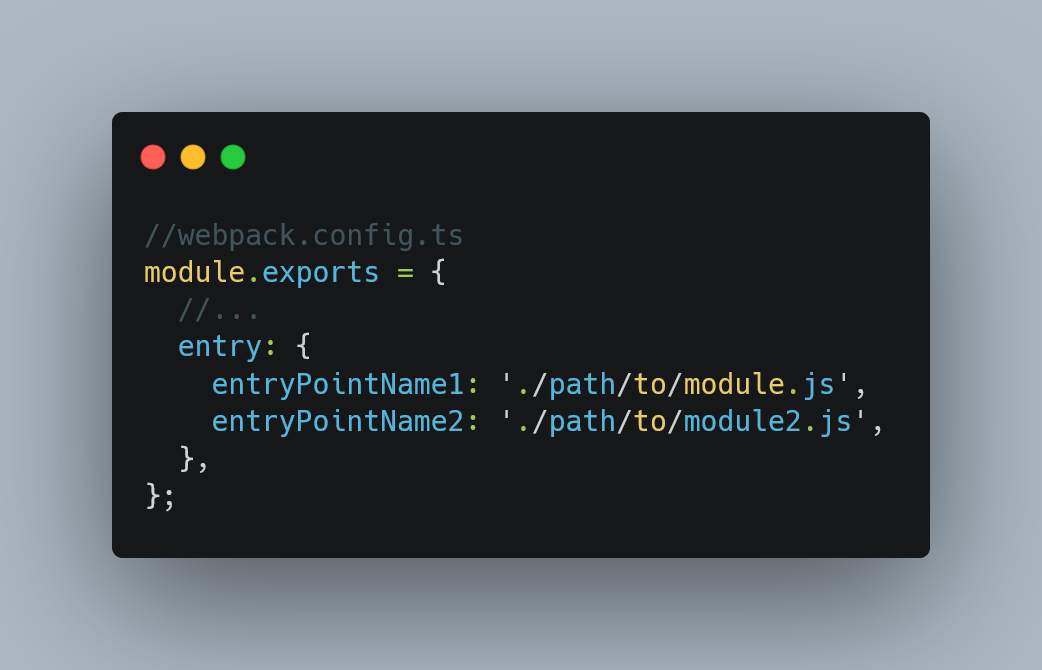 //webpack.config.ts
module.exports = {
  //...
  entry: {
    entryPointName1: './path/to/module.js',
    entryPointName2: './path/to/module2.js',
  },
};